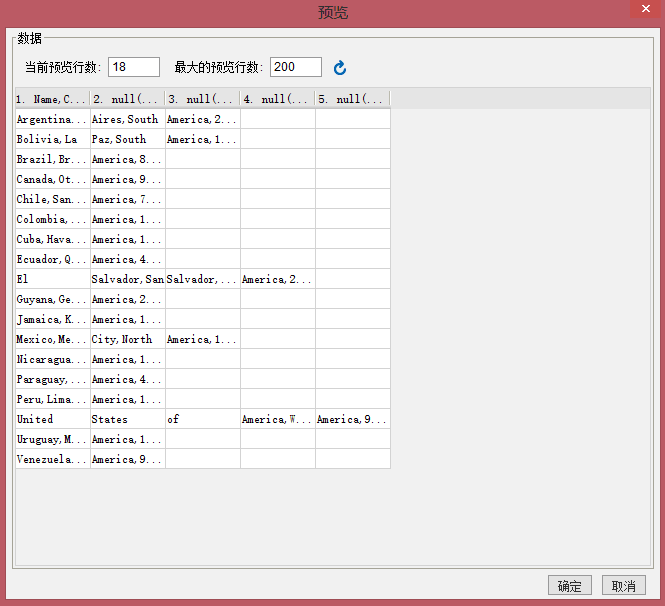 预览
数据
当前预览行数: 18 最大的预览行数: 200
1. Name,C... 2. null(... 3. null(... 4. null(... 5. null(...
Argentina... Aires, South America,2...
Bolivia, La Paz, South America,1...
Brazil, Br... America,8...
Canada, Ot... America,9...
Chile, San... America,7...
Colombia, ... America,1...
Cuba, Hava... America,1...
Ecuador, Q... America,4...
El Salvador, San Salvador,... America,2...
Guyana, Ge... America,2...
Jamaica, K... America,1...
Mexico, Me... City, North America,1...
Nicaragua... America,1...
Paraguay, ... America,4...
Peru, Lima... America,1...
United States of America,W... America,9...
Uruguay, M... America,1...
Venezuela... America,9...
确定 取消